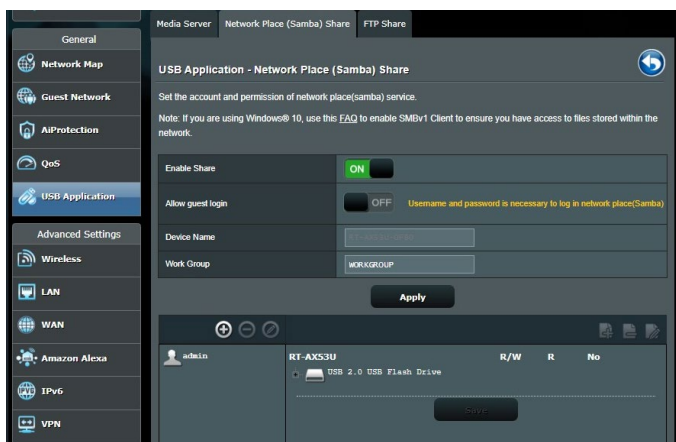 Media Server
Network Place (Samba) Share
FTP Share
General
Network Map
Guest Network
AiProtection
QoS
USB Application
Advanced Settings
Wireless
LAN
WAN
Amazon Alexa
IPv6
VPN
USB Application - Network Place (Samba) Share
Set the account and permission of network place(samba) service.
Note: If you are using Windows® 10, use this FAQ to enable SMBv1 Client to ensure you have access to files stored within the
network.
Enable Share ON
Allow guest login OFF Username and password is necessary to log in network place(Samba)
Device Name
Work Group WORKGROUP
Apply
admin
RT-AX53U R/W R No
USB 2.0 USB Flash Drive
Save